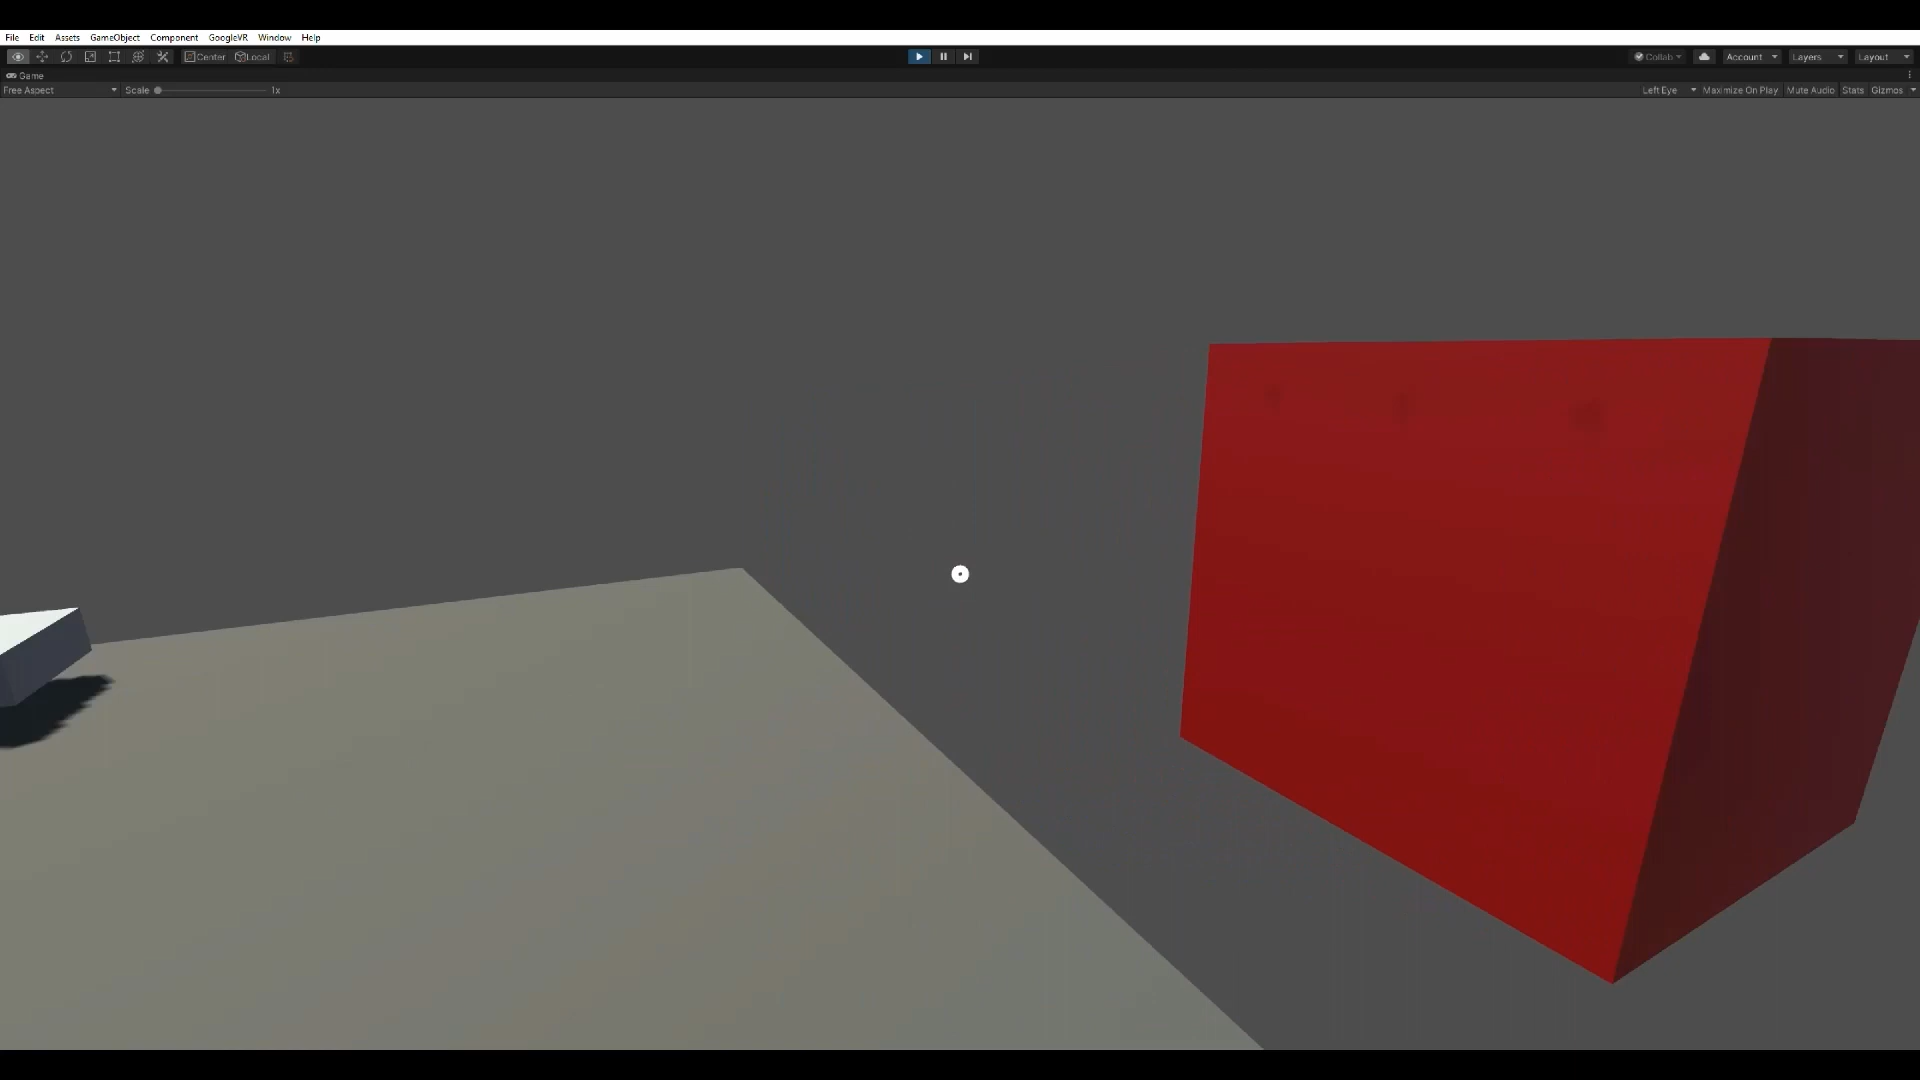 File Edit Assets GameObject Component GoogleVR Window Help
Center Local Collab Account Layers Layout
Game
Free Aspect Scale 1x Left Eye Maximize On Play Mute Audio Stats Gizmos